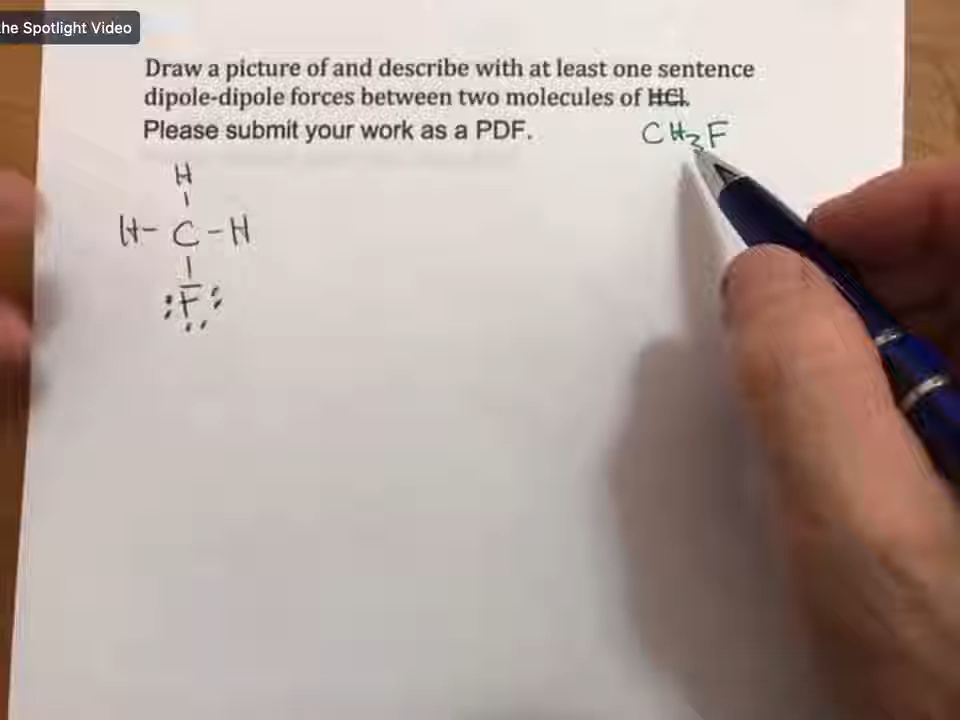 he Spotlight Video
Draw a picture of and describe with at least one sentence
dipole-dipole forces between two molecules of HCl.
Please submit your work as a PDF.
CH3F
H
H- C -H
:F: